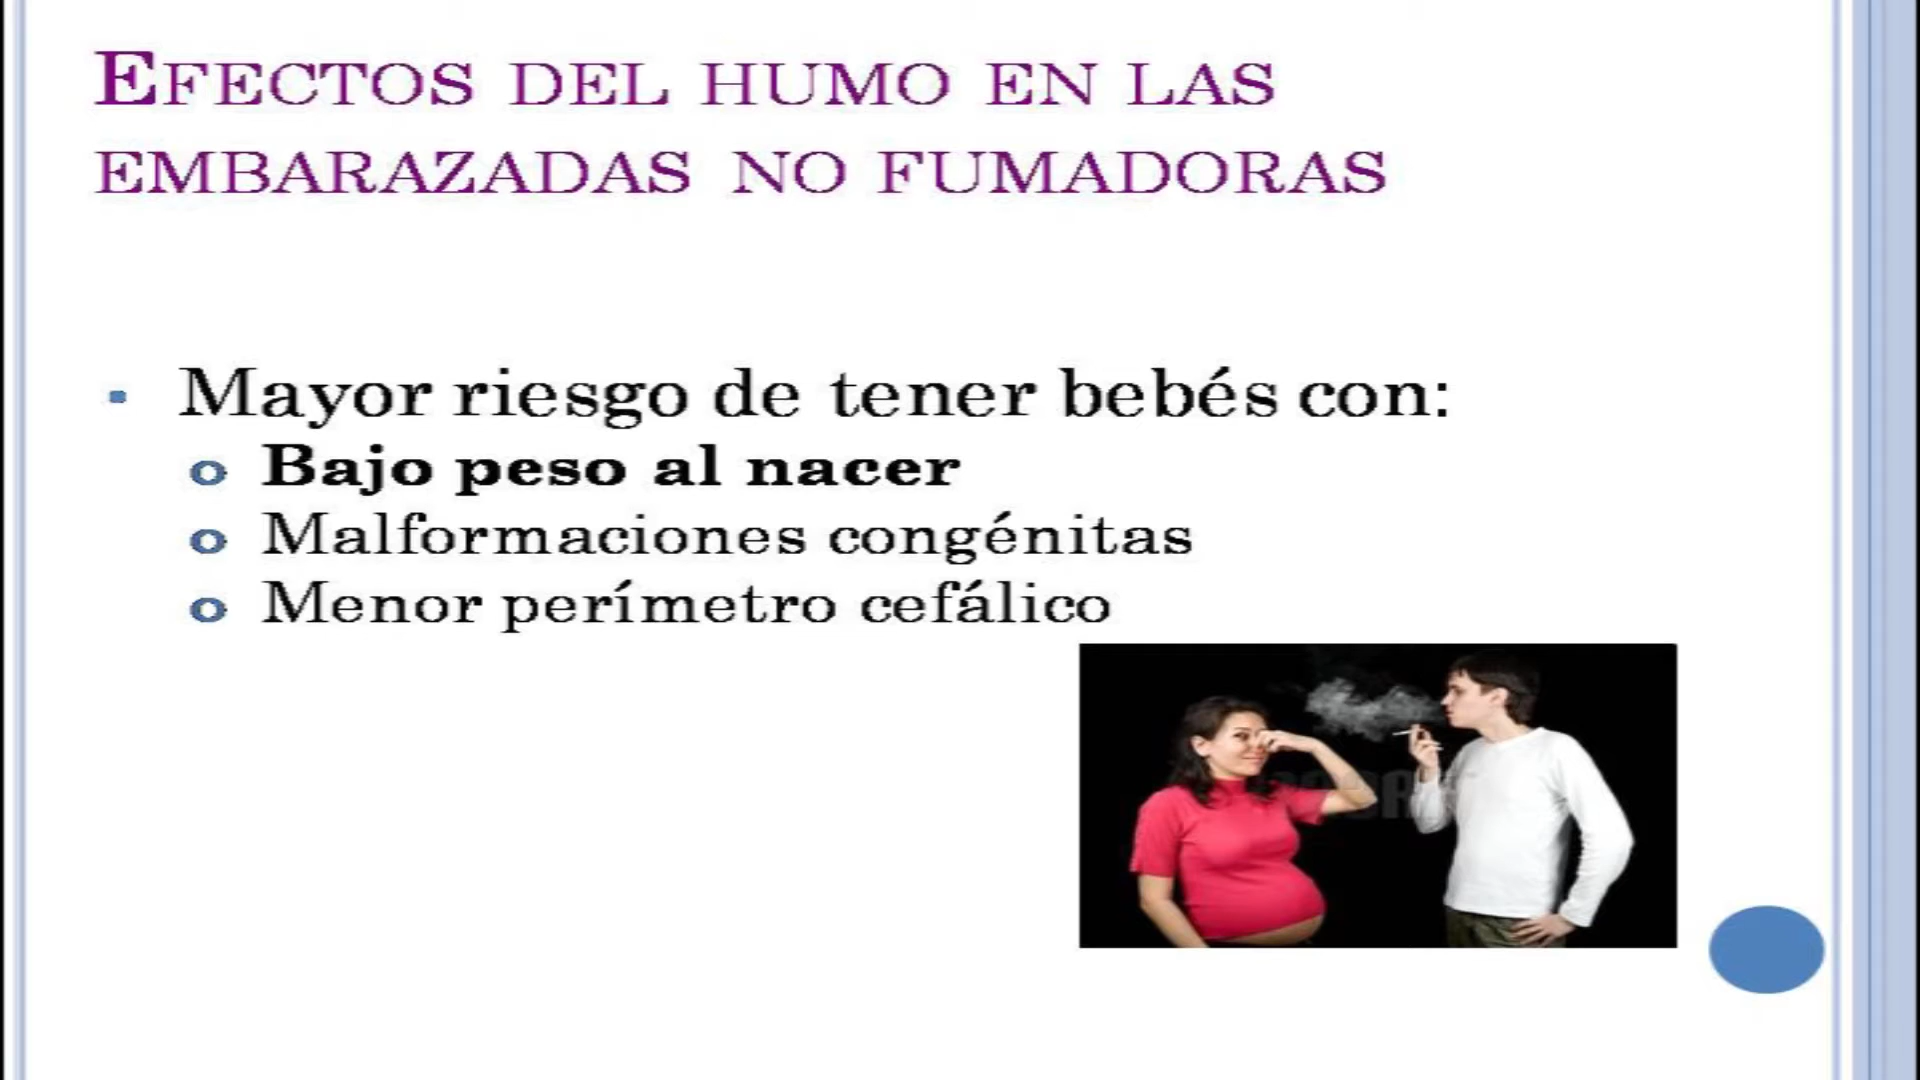 EFECTOS DEL HUMO EN LAS
EMBARAZADAS NO FUMADORAS
Mayor riesgo de tener bebés con:
Bajo peso al nacer
Malformaciones congénitas
Menor perímetro cefálico